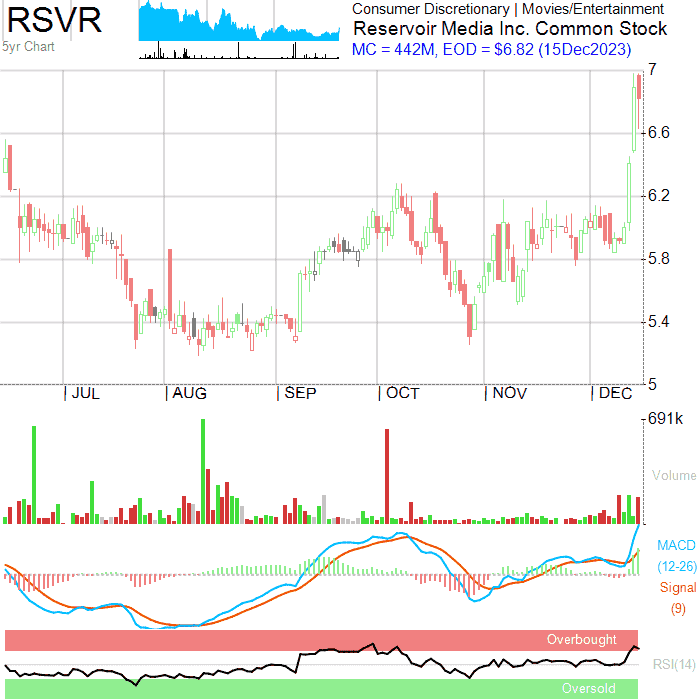 RSVR
5yr Chart
Consumer Discretionary | Movies/Entertainment
Reservoir Media Inc. Common Stock
MC = 442M, EOD = $6.82 (15Dec2023)
7
6.6
6.2
5.8
5.4
5
JUL AUG SEP OCT NOV DEC
691k
Volume
MACD
(12-26)
Signal
(9)
Overbought
RSI(14)
Oversold